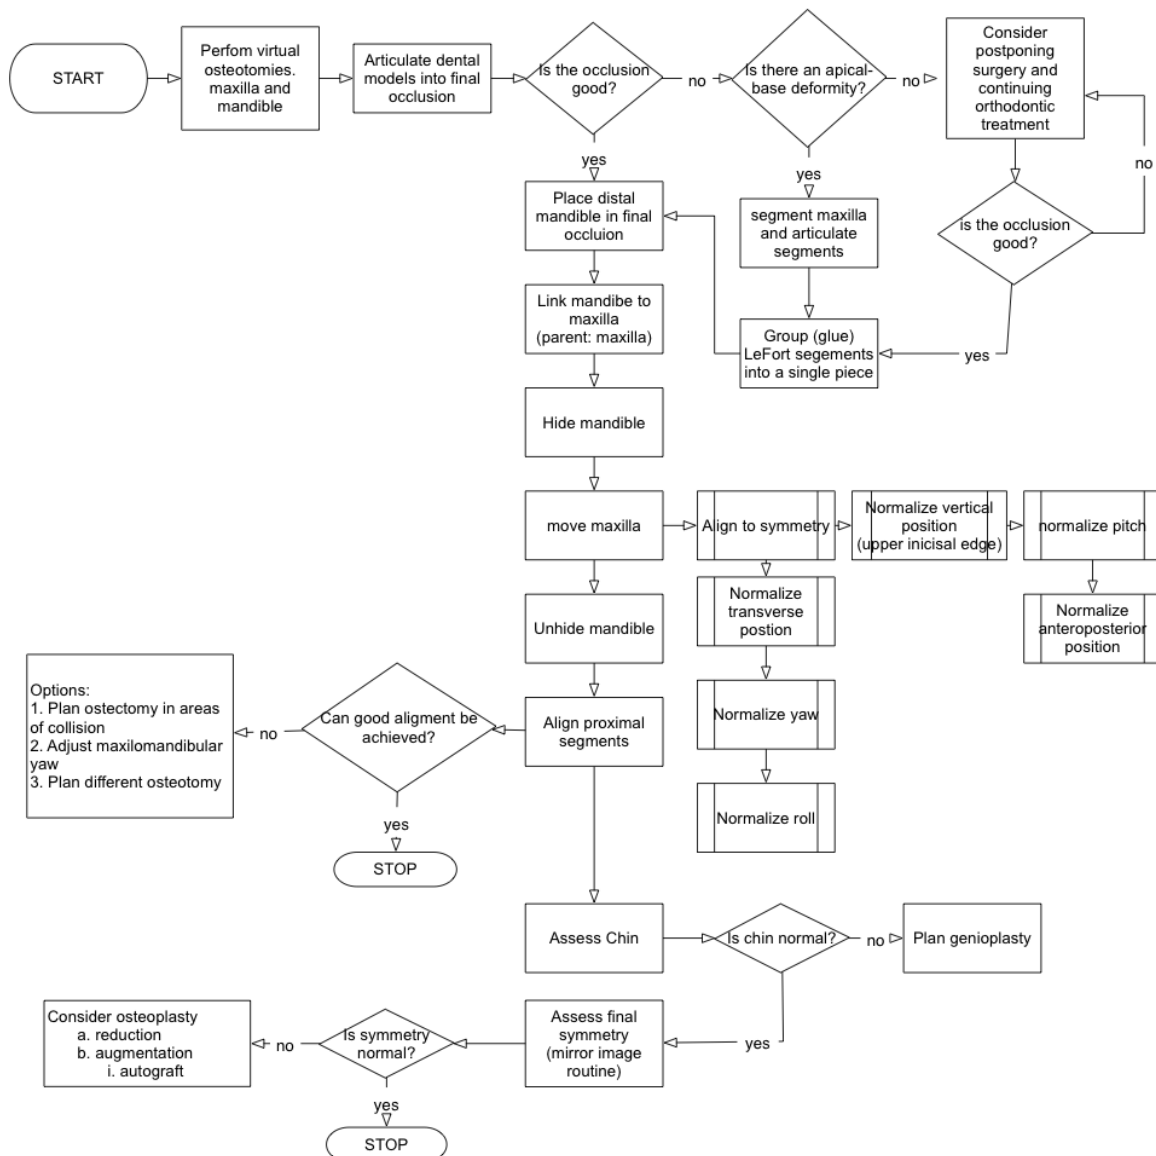 START
Perfom virtual
osteotomies.
maxilla and
mandible
Articulate dental
models into final
occlusion
Is the occlusion
good?
no
Is there an apical-
base deformity?
no
Consider
postponing
surgery and
continuing
orthodontic
treatment
no
yes
yes
Place distal
mandible in final
occluion
segment maxilla
and articulate
segments
is the occlusion
good?
Link mandibe to
maxilla
(parent: maxilla)
Group (glue)
LeFort segements
into a single piece
yes
Hide mandible
move maxilla
Align to symmetry
Normalize vertical
position
(upper inicisal edge)
normalize pitch
Normalize
transverse
postion
Normalize
anteroposterior
position
Unhide mandible
Options:
1. Plan ostectomy in areas
of collision
2. Adjust maxilomandibular
yaw
3. Plan different osteotomy
no
Can good aligment be
achieved?
Align proximal
segments
Normalize yaw
yes
STOP
Normalize roll
Assess Chin
Is chin normal?
no
Plan genioplasty
yes
Assess final
symmetry
(mirror image
routine)
Is symmetry
normal?
no
Consider osteoplasty
a. reduction
b. augmentation
i. autograft
yes
STOP